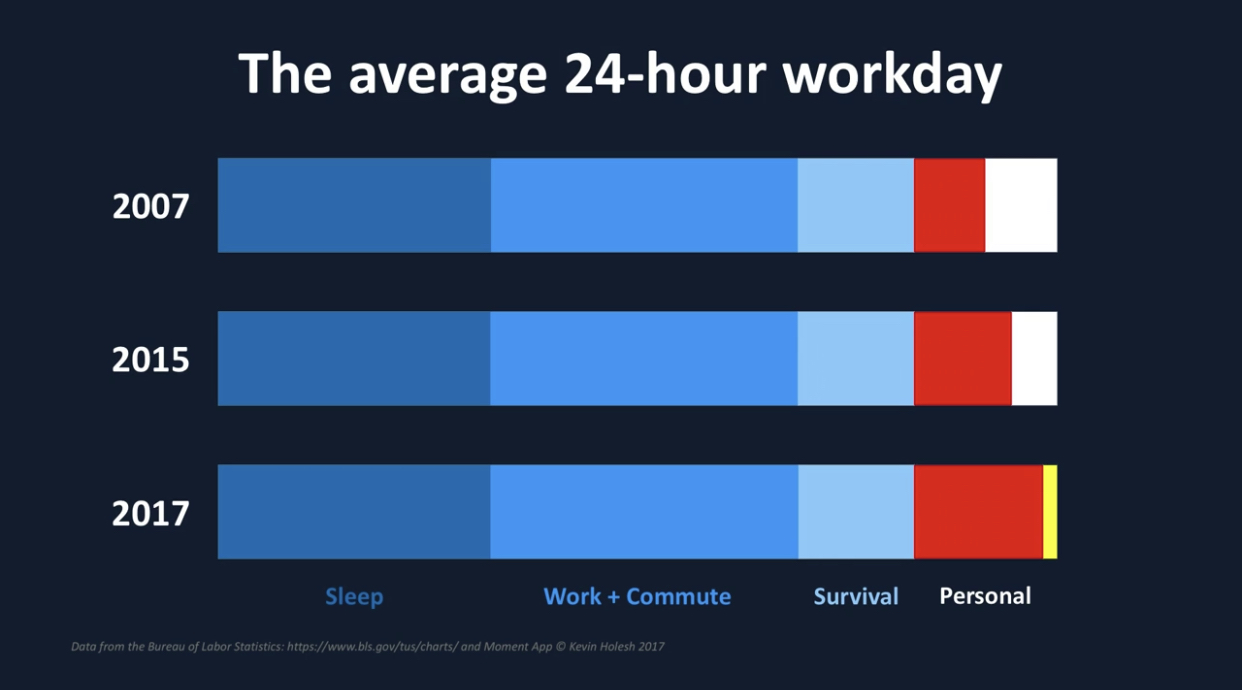 The average 24-hour workday
2007
2015
2017
Sleep Work + Commute Survival Personal
Data from the Bureau of Labor Statistics: https://www.bls.gov/tus/charts/ and Moment App © Kevin Holesh 2017